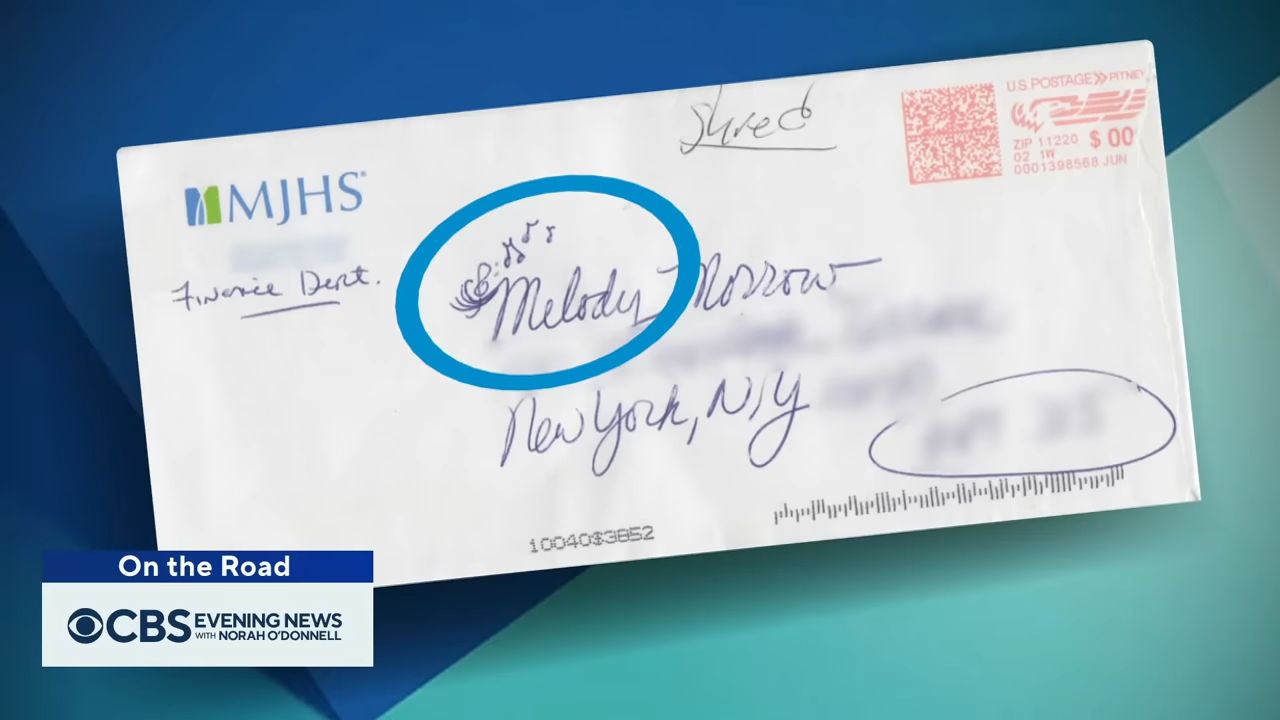 Shred
U.S. POSTAGE>> PITNEY
ZIP 11220 $ 00
02 1W
0001398568 JUN
MJHS
Finance Dept.
Melody Morrow
New York, N,Y
10040$3852
On the Road
CBS EVENING NEWS
WITH NORAH O'DONNELL